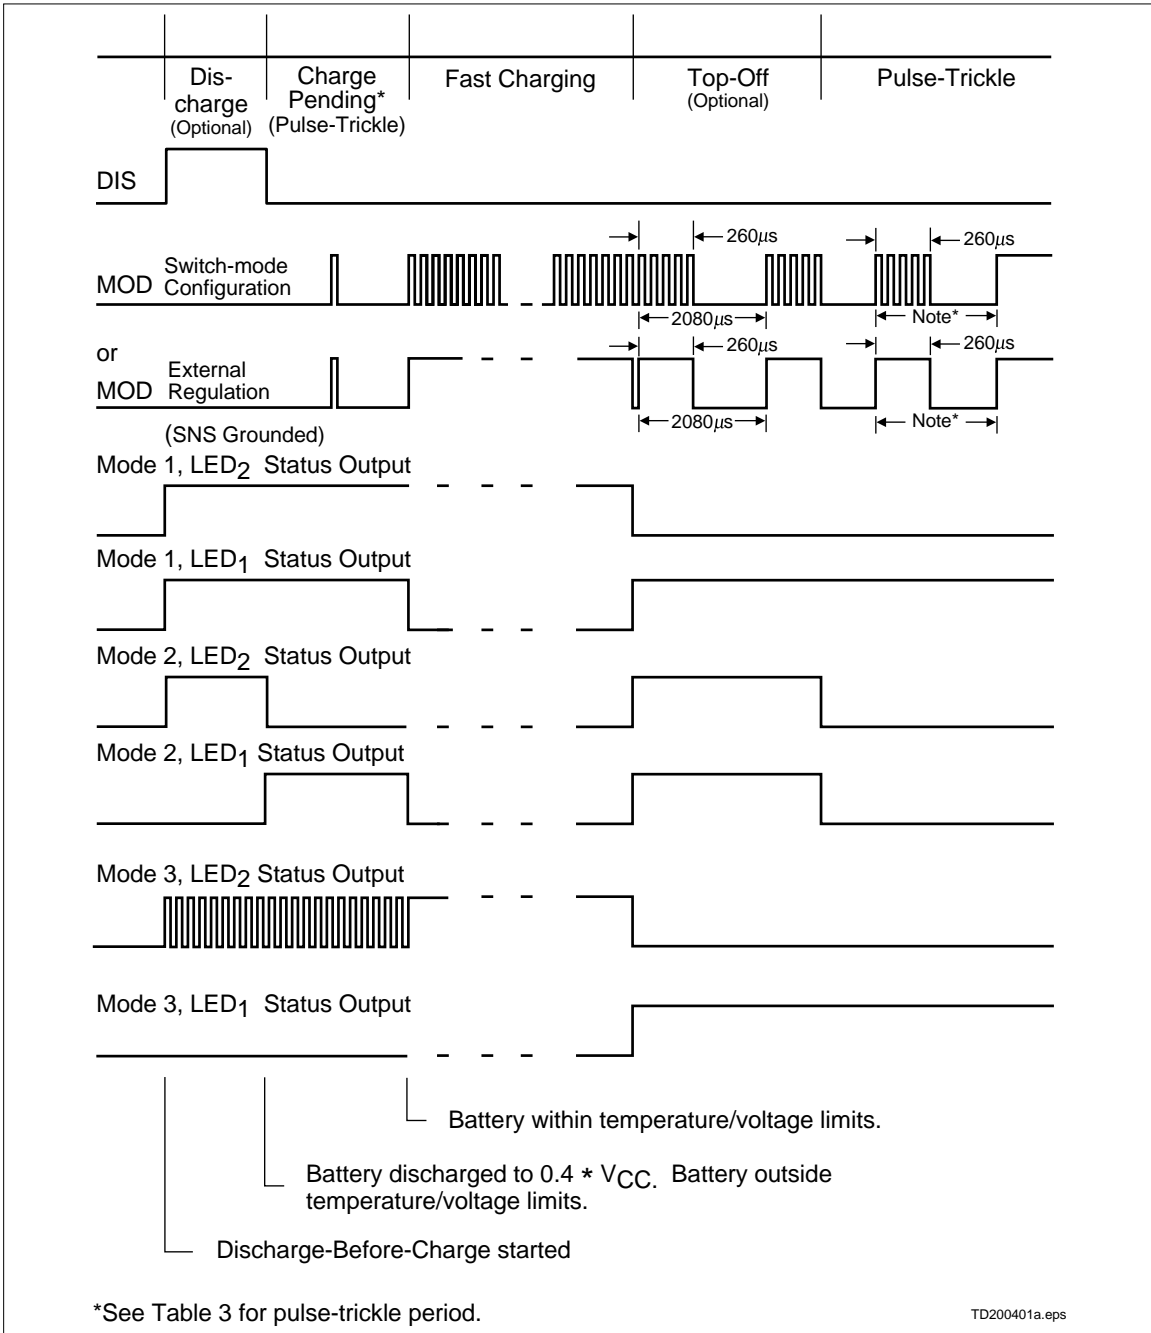 Dis-
charge
(Optional)
Charge
Pending*
(Pulse-Trickle)
Fast Charging
Top-Off
(Optional)
Pulse-Trickle
DIS
260µs
260µs
MOD
Switch-mode
Configuration
2080µs
Note*
or
MOD
External
Regulation
260µs
260µs
2080µs
Note*
(SNS Grounded)
Mode 1, LED2 Status Output
Mode 1, LED1 Status Output
Mode 2, LED2 Status Output
Mode 2, LED1 Status Output
Mode 3, LED2 Status Output
Mode 3, LED1 Status Output
Battery within temperature/voltage limits.
Battery discharged to 0.4 * VCC. Battery outside
temperature/voltage limits.
Discharge-Before-Charge started
*See Table 3 for pulse-trickle period.
TD200401a.eps